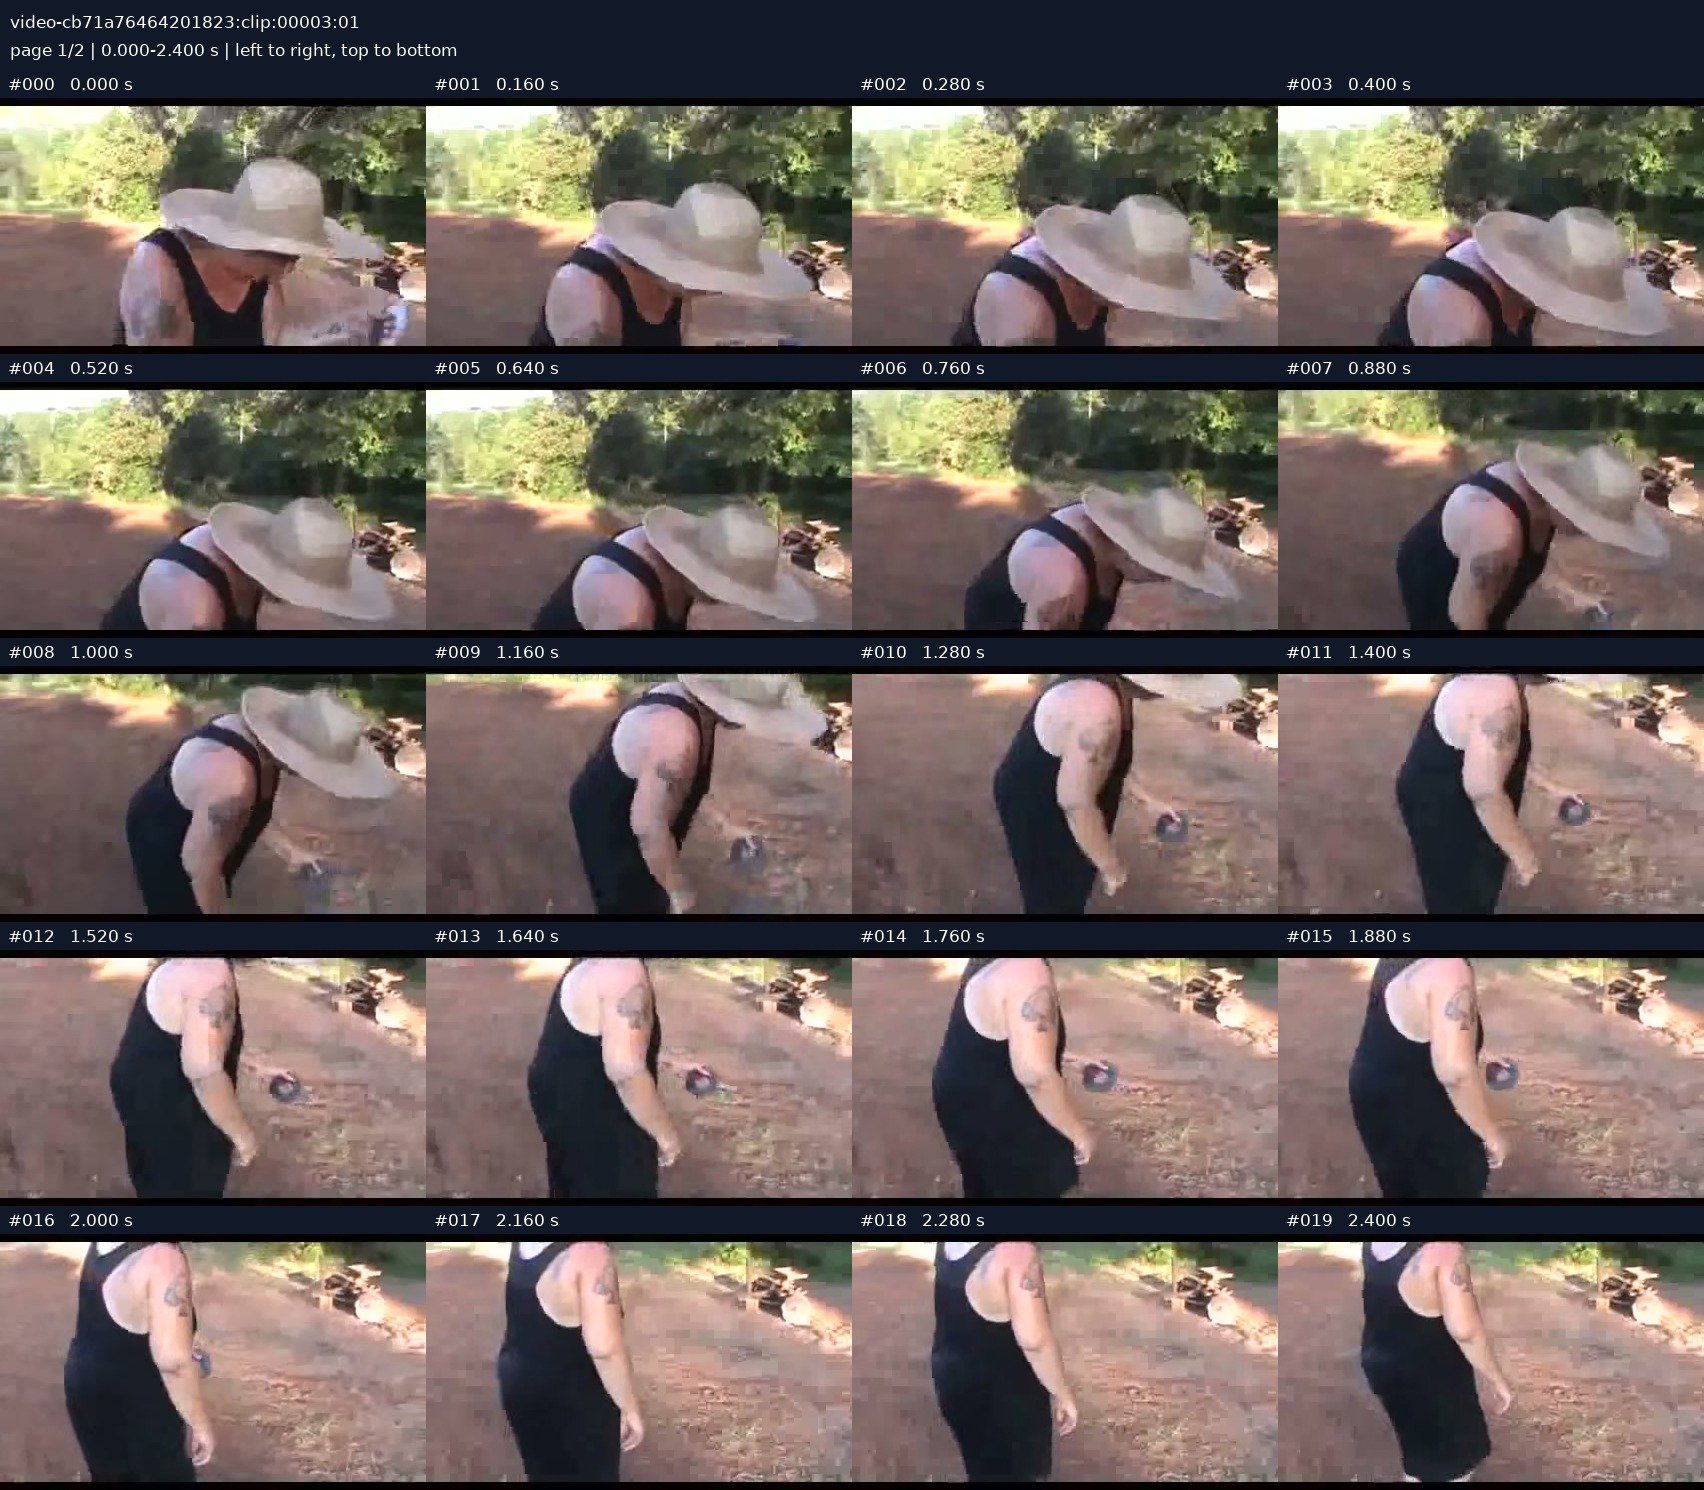 video-cb71a76464201823:clip:00003:01
page 1/2 | 0.000-2.400 s | left to right, top to bottom
#000 0.000 s
#001 0.160 s
#002 0.280 s
#003 0.400 s
#004 0.520 s
#005 0.640 s
#006 0.760 s
#007 0.880 s
#008 1.000 s
#009 1.160 s
#010 1.280 s
#011 1.400 s
#012 1.520 s
#013 1.640 s
#014 1.760 s
#015 1.880 s
#016 2.000 s
#017 2.160 s
#018 2.280 s
#019 2.400 s